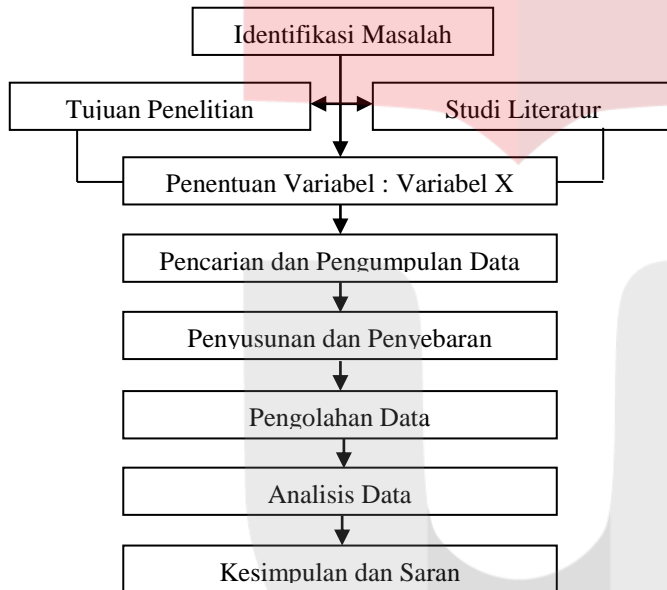 Identifikasi Masalah
Tujuan Penelitian
Studi Literatur
Penentuan Variabel : Variabel X
Pencarian dan Pengumpulan Data
Penyusunan dan Penyebaran
Pengolahan Data
Analisis Data
Kesimpulan dan Saran